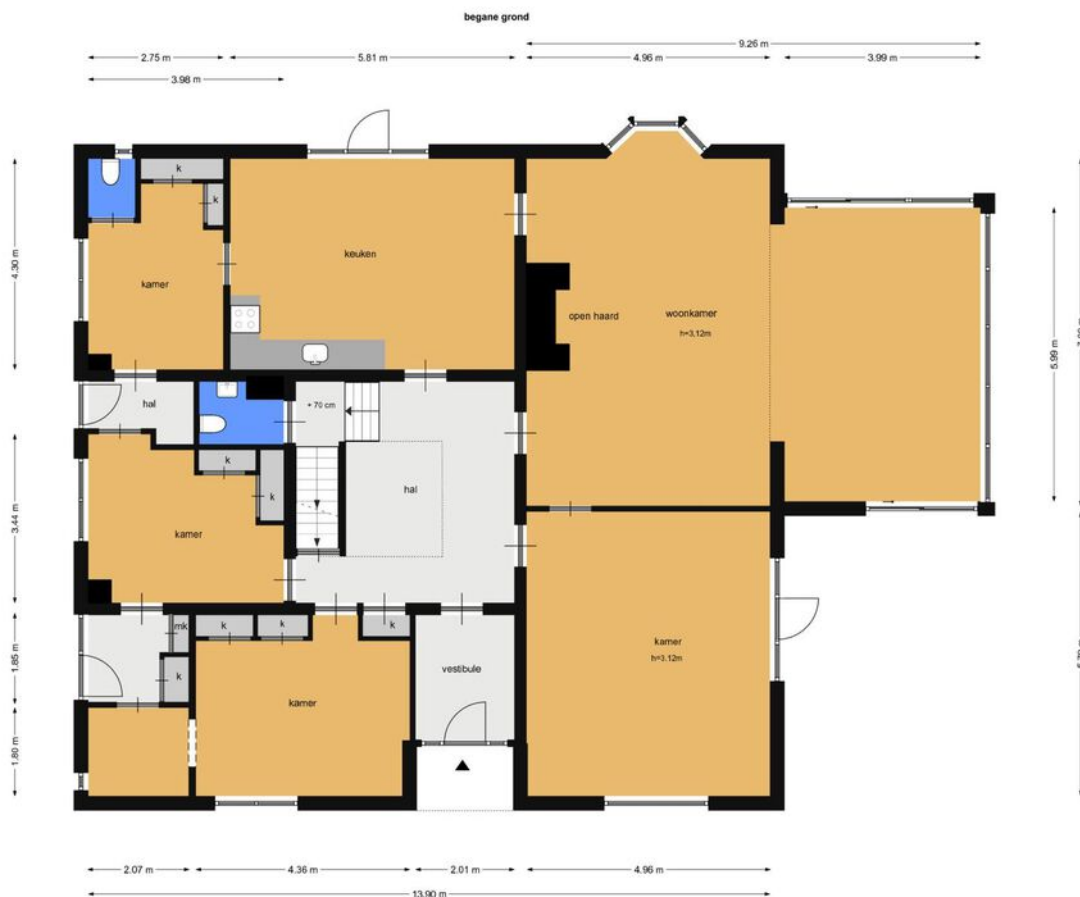 begane grond
9.26 m
2.75 m
5.81 m
4.96 m
3.99 m
3.98 m
k
k
4.30 m
keuken
kamer
open haard
woonkamer
h=3.12m
5.99 m
hal
+ 70 cm
k
k
hal
3.44 m
kamer
mk
k
k
k
kamer
h=3.12m
1.85 m
k
vestibule
kamer
1.80 m
2.07 m
4.36 m
2.01 m
4.96 m
13.90 m